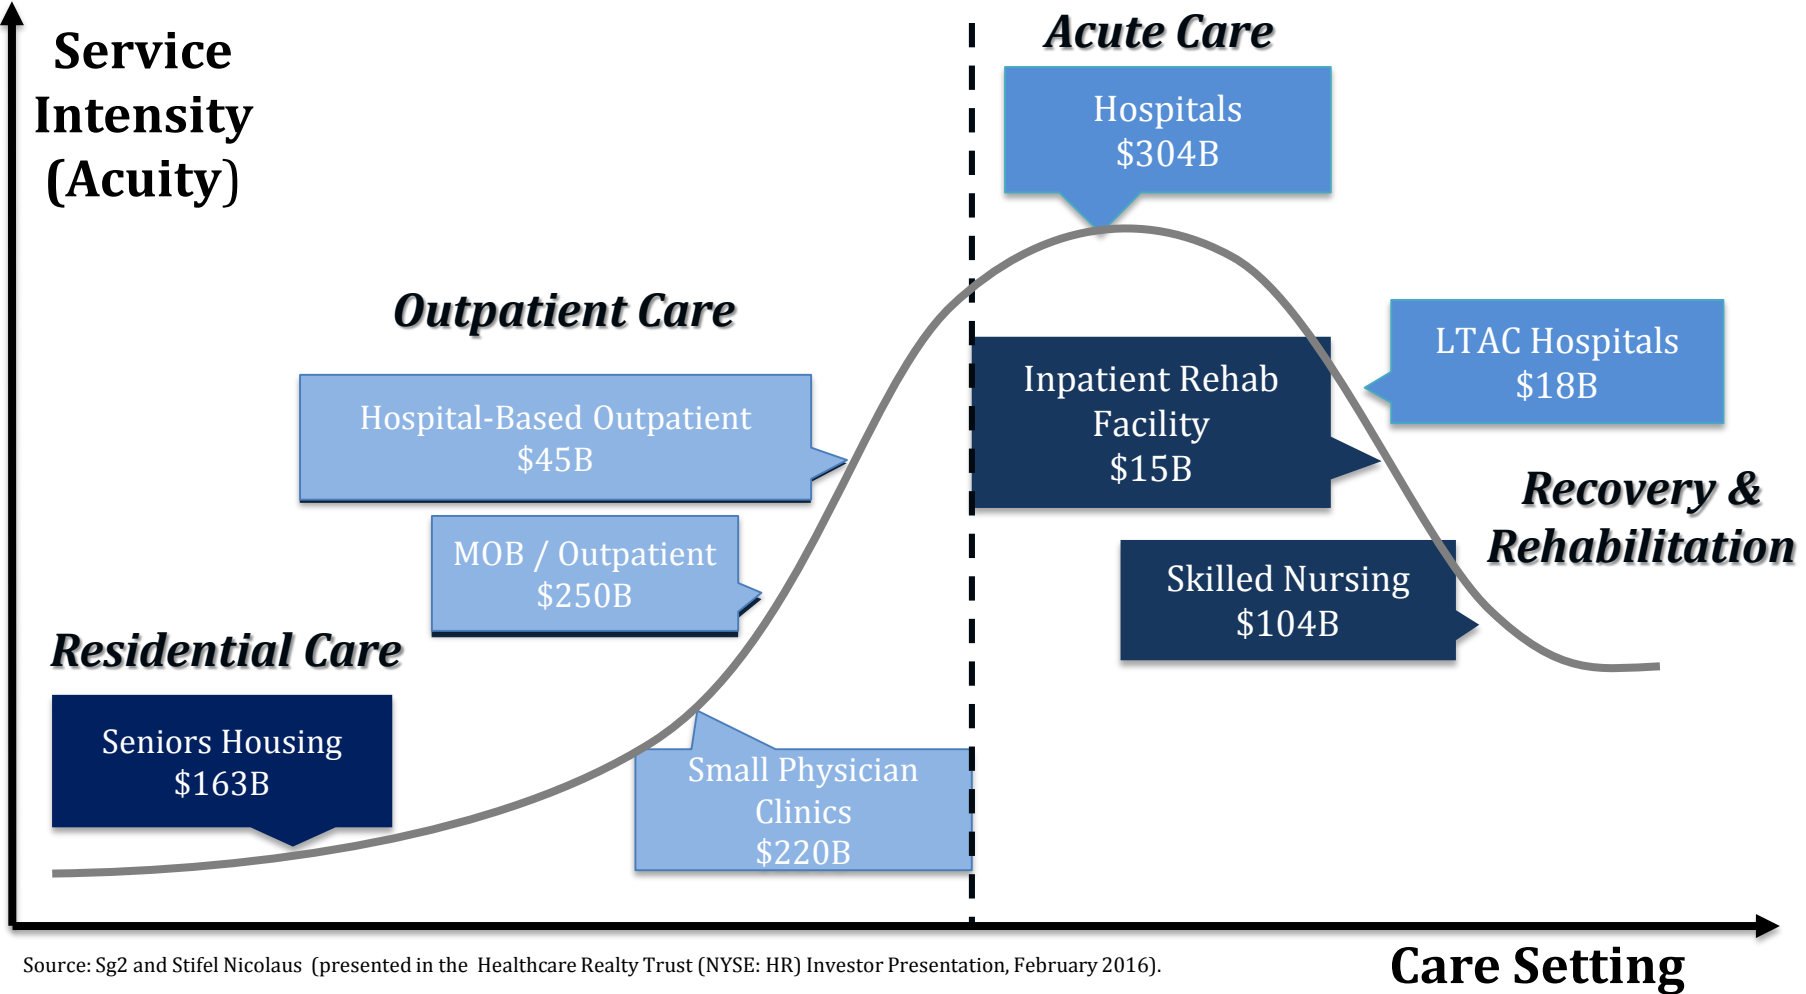 Service
Intensity
(Acuity)
Acute Care
Hospitals
$304B
Outpatient Care
Hospital-Based Outpatient
$45B
MOB / Outpatient
$250B
Inpatient Rehab
Facility
$15B
LTAC Hospitals
$18B
Recovery &
Rehabilitation
Skilled Nursing
$104B
Residential Care
Seniors Housing
$163B
Small Physician
Clinics
$220B
Care Setting
Source: Sg2 and Stifel Nicolaus (presented in the Healthcare Realty Trust (NYSE: HR) Investor Presentation, February 2016).